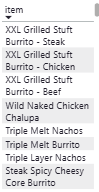 item
XXL Grilled Stuft
Burrito - Steak
XXL Grilled Stuft
Burrito - Chicken
XXL Grilled Stuft
Burrito - Beef
Wild Naked Chicken
Chalupa
Triple Melt Nachos
Triple Melt Burrito
Triple Layer Nachos
Steak Spicy Cheesy
Core Burrito